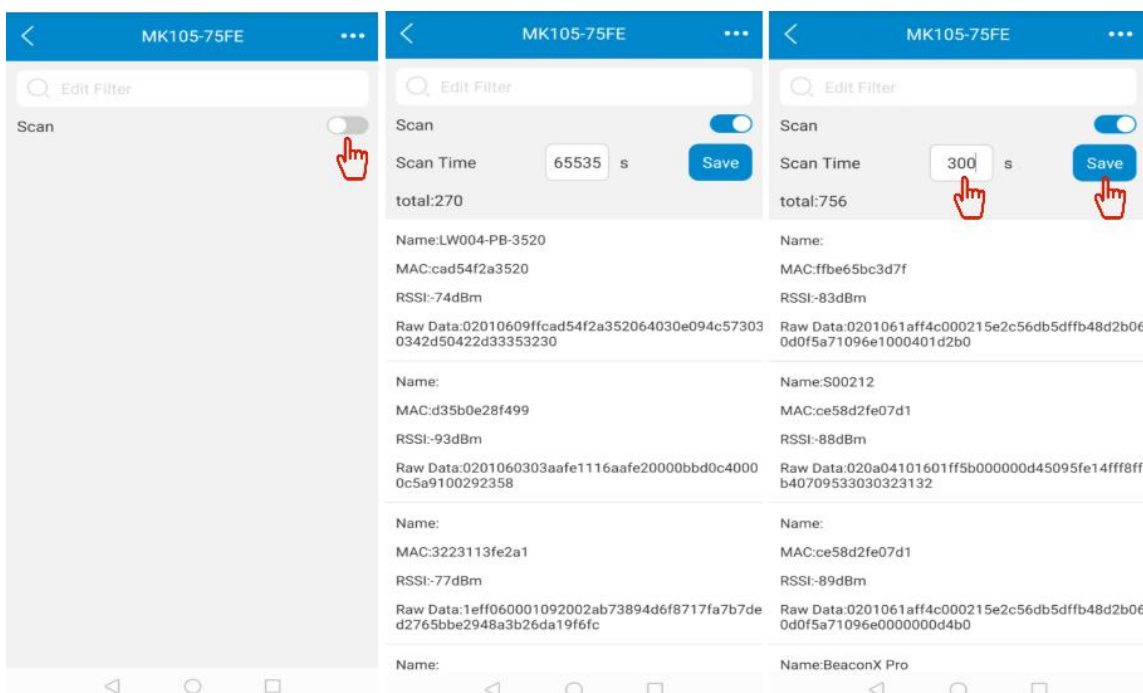 MK105-75FE
Edit Filter
Scan
MK105-75FE
Edit Filter
Scan
Scan Time 65535 s Save
total:270
Name:LW004-PB-3520
MAC:cad54f2a3520
RSSI:-74dBm
Raw Data:02010609ffcad54f2a352064030e094c57303
0342d50422d33353230
Name:
MAC:d35b0e28f499
RSSI:-93dBm
Raw Data:0201060303aafe1116aafe20000bbd0c4000
0c5a9100292358
Name:
MAC:3223113fe2a1
RSSI:-77dBm
Raw Data:1eff060001092002ab73894d6f8717fa7b7de
d2765bbe2948a3b26da19f6fc
Name:
MK105-75FE
Edit Filter
Scan
Scan Time 300 s Save
total:756
Name:
MAC:ffbe65bc3d7f
RSSI:-83dBm
Raw Data:0201061aff4c000215e2c56db5dffb48d2b06
0d0f5a71096e1000401d2b0
Name:S00212
MAC:ce58d2fe07d1
RSSI:-88dBm
Raw Data:020a04101601ff5b000000d45095fe14fff8ff
b40709533030323132
Name:
MAC:ce58d2fe07d1
RSSI:-89dBm
Raw Data:0201061aff4c000215e2c56db5dffb48d2b06
0d0f5a71096e0000000d4b0
Name:BeaconX Pro